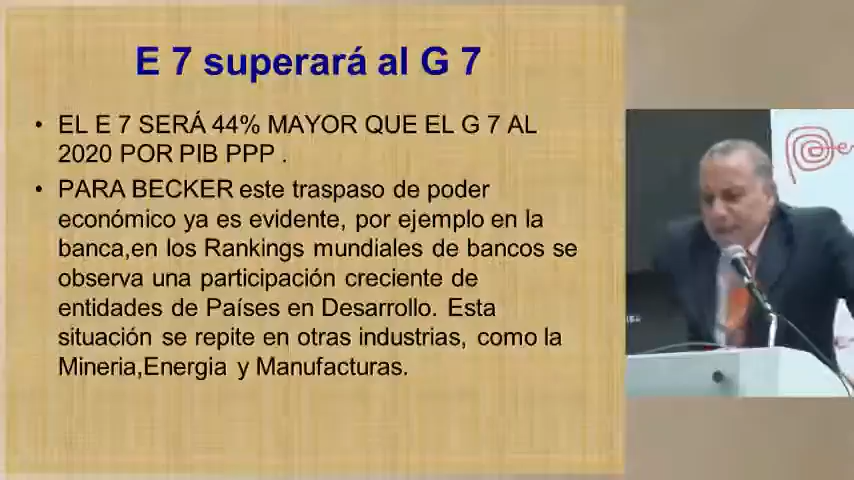 E 7 superará al G 7
• EL E 7 SERÁ 44% MAYOR QUE EL G 7 AL
2020 POR PIB PPP .
• PARA BECKER este traspaso de poder
económico ya es evidente, por ejemplo en la
banca,en los Rankings mundiales de bancos se
observa una participación creciente de
entidades de Países en Desarrollo. Esta
situación se repite en otras industrias, como la
Mineria,Energia y Manufacturas.